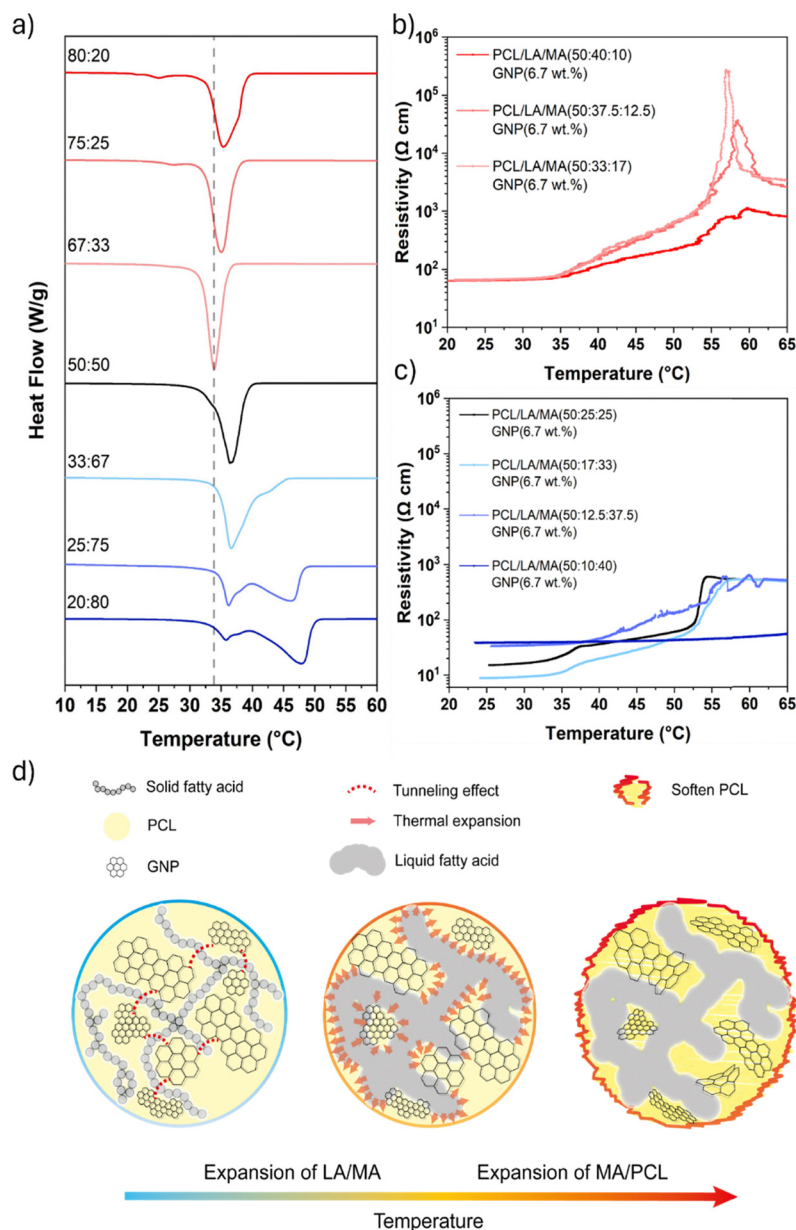 a)
80:20
75:25
67:33
50:50
33:67
25:75
20:80
Heat Flow (W/g)
10 15 20 25 30 35 40 45 50 55 60
Temperature (°C)
b)
PCL/LA/MA(50:40:10)
GNP(6.7 wt.%)
PCL/LA/MA(50:37.5:12.5)
GNP(6.7 wt.%)
PCL/LA/MA(50:33:17)
GNP(6.7 wt.%)
Resistivity (Ω cm)
10⁶
10⁵
10⁴
10³
10²
10¹
20 25 30 35 40 45 50 55 60 65
Temperature (°C)
c)
PCL/LA/MA(50:25:25)
GNP(6.7 wt.%)
PCL/LA/MA(50:17:33)
GNP(6.7 wt.%)
PCL/LA/MA(50:12.5:37.5)
GNP(6.7 wt.%)
PCL/LA/MA(50:10:40)
GNP(6.7 wt.%)
Resistivity (Ω cm)
10⁶
10⁵
10⁴
10³
10²
10¹
20 25 30 35 40 45 50 55 60 65
Temperature (°C)
d)
Solid fatty acid
Tunneling effect
Soften PCL
PCL
Thermal expansion
GNP
Liquid fatty acid
Expansion of LA/MA
Expansion of MA/PCL
Temperature